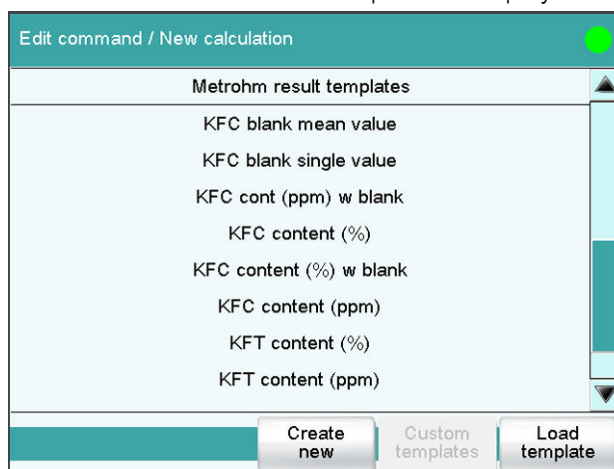 Edit command / New calculation
Metrohm result templates
KFC blank mean value
KFC blank single value
KFC cont (ppm) w blank
KFC content (%)
KFC content (%) w blank
KFC content (ppm)
KFT content (%)
KFT content (ppm)
Create
new
Custom
templates
Load
template